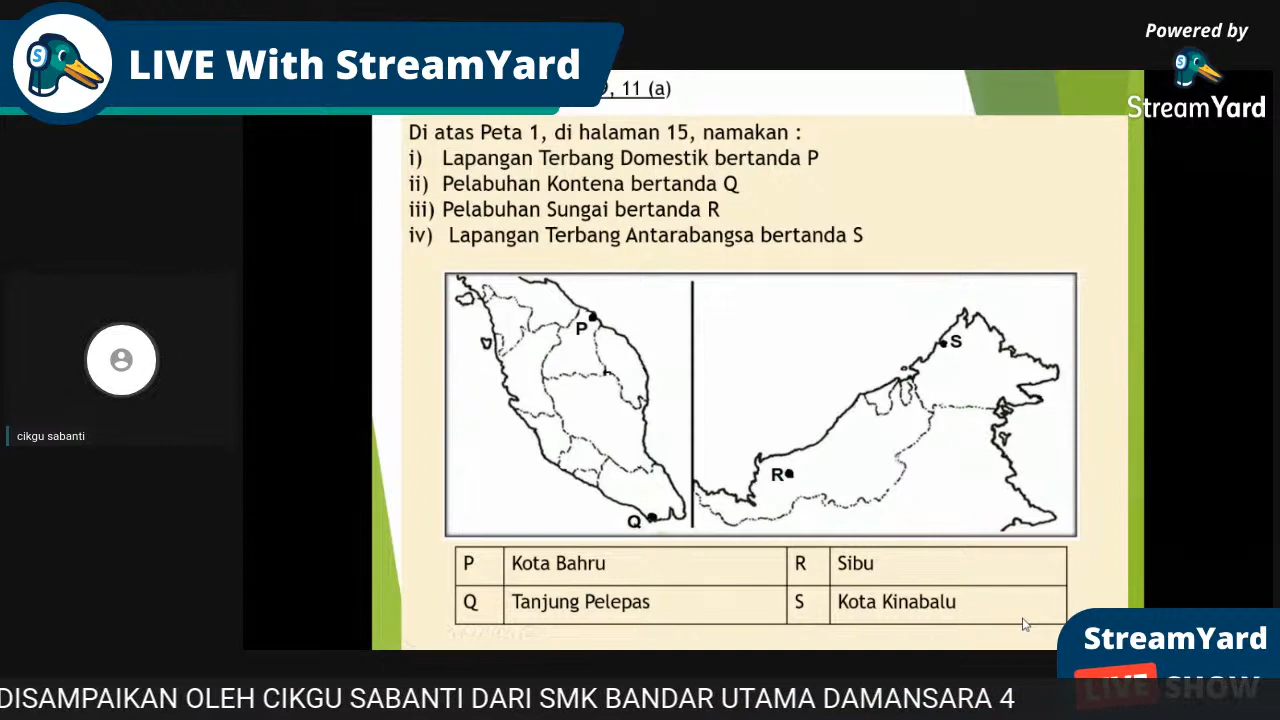 LIVE With StreamYard
Powered by
StreamYard
, 11 (a)
Di atas Peta 1, di halaman 15, namakan :
i) Lapangan Terbang Domestik bertanda P
ii) Pelabuhan Kontena bertanda Q
iii) Pelabuhan Sungai bertanda R
iv) Lapangan Terbang Antarabangsa bertanda S
P
S
R
Q
cikgu sabanti
P Kota Bahru R Sibu
Q Tanjung Pelepas S Kota Kinabalu
StreamYard
LIVE SHOW
DISAMPAIKAN OLEH CIKGU SABANTI DARI SMK BANDAR UTAMA DAMANSARA 4